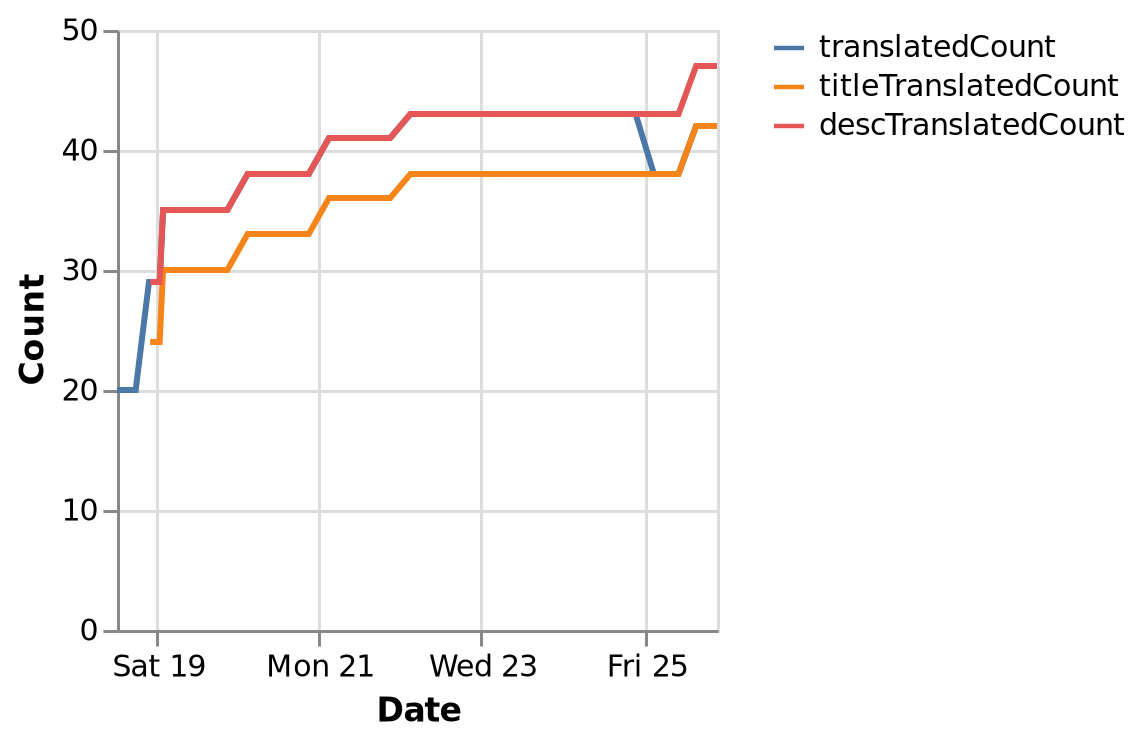 50
40
30
20
10
0
Count
Sat 19
Mon 21
Wed 23
Fri 25
Date
translatedCount
titleTranslatedCount
descTranslatedCount